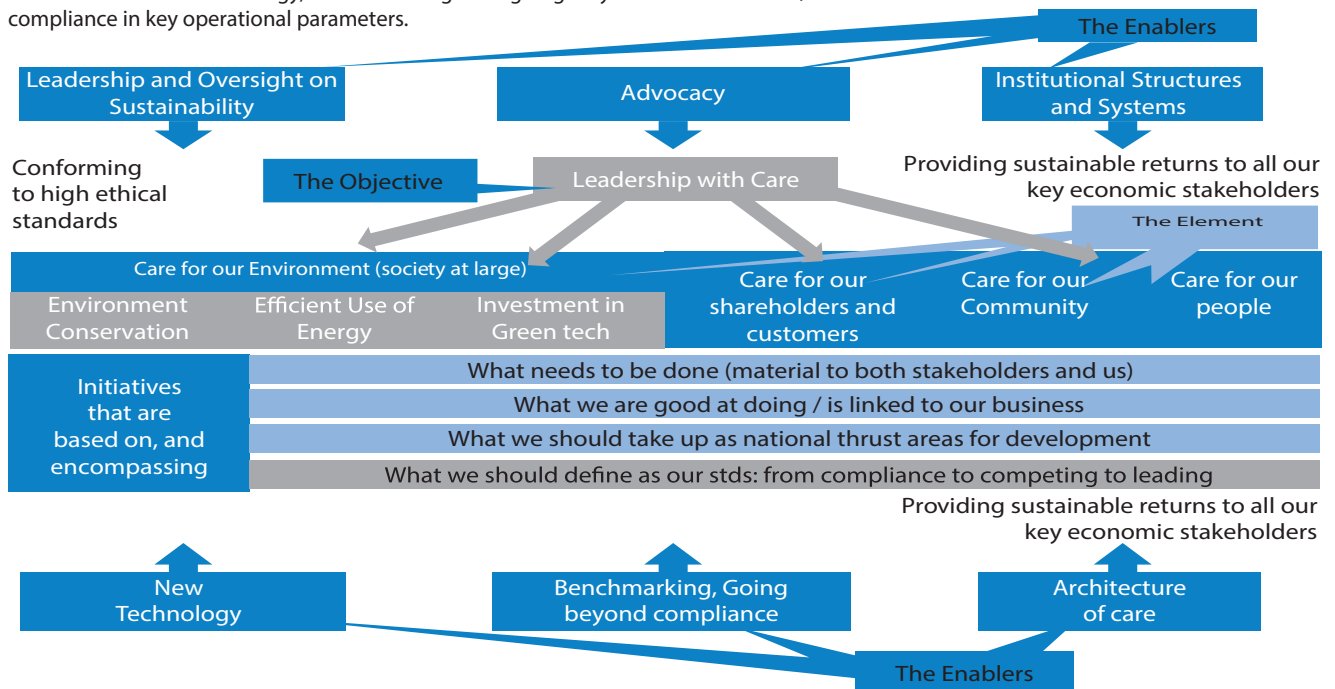 compliance in key operational parameters.
The Enablers
Leadership and Oversight on
Sustainability
Advocacy
Institutional Structures
and Systems
Conforming
to high ethical
standards
The Objective
Leadership with Care
Providing sustainable returns to all our
key economic stakeholders
The Element
Care for our Environment (society at large)
Environment
Conservation
Efficient Use of
Energy
Investment in
Green tech
Care for our
shareholders and
customers
Care for our
Community
Care for our
people
Initiatives
that are
based on, and
encompassing
What needs to be done (material to both stakeholders and us)
What we are good at doing / is linked to our business
What we should take up as national thrust areas for development
What we should define as our stds: from compliance to competing to leading
Providing sustainable returns to all our
key economic stakeholders
New
Technology
Benchmarking, Going
beyond compliance
Architecture
of care
The Enablers